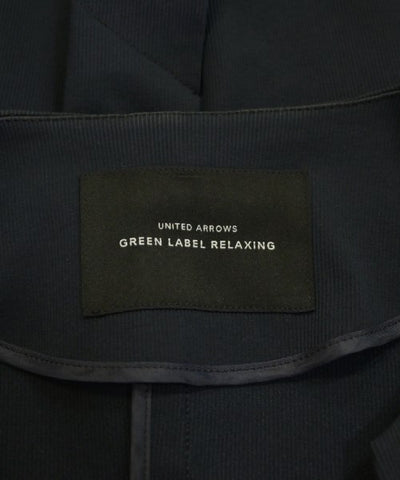 UNITED ARROWS
GREEN LABEL RELAXING